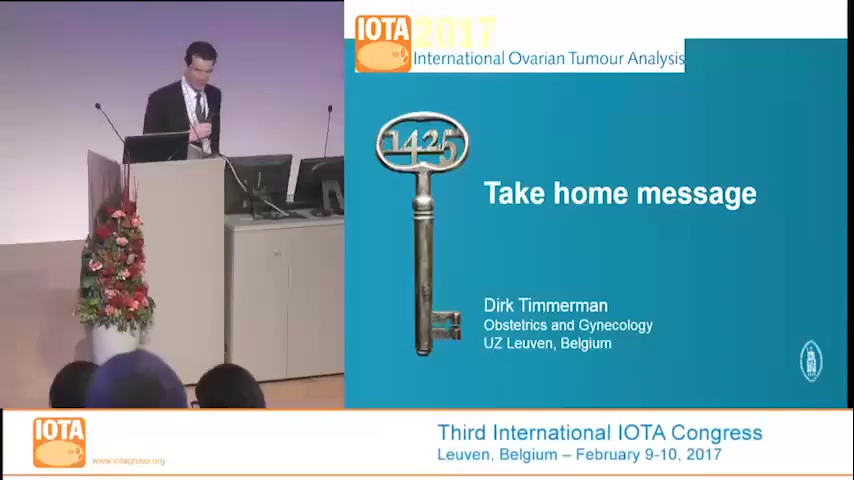 IOTA
2017
International Ovarian Tumour Analysis
1425
Take home message
Dirk Timmerman
Obstetrics and Gynecology
UZ Leuven, Belgium
IOTA
www.iotagroup.org
Third International IOTA Congress
Leuven, Belgium – February 9-10, 2017